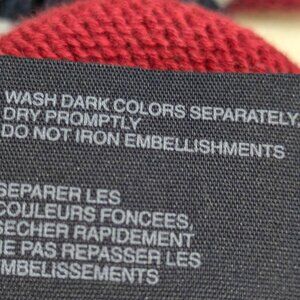 WASH DARK COLORS SEPARATELY
DRY PROMPTLY
DO NOT IRON EMBELLISHMENTS
SEPARER LES
COULEURS FONCEES,
SECHER RAPIDEMENT
NE PAS REPASSER LES
EMBELISSEMENTS